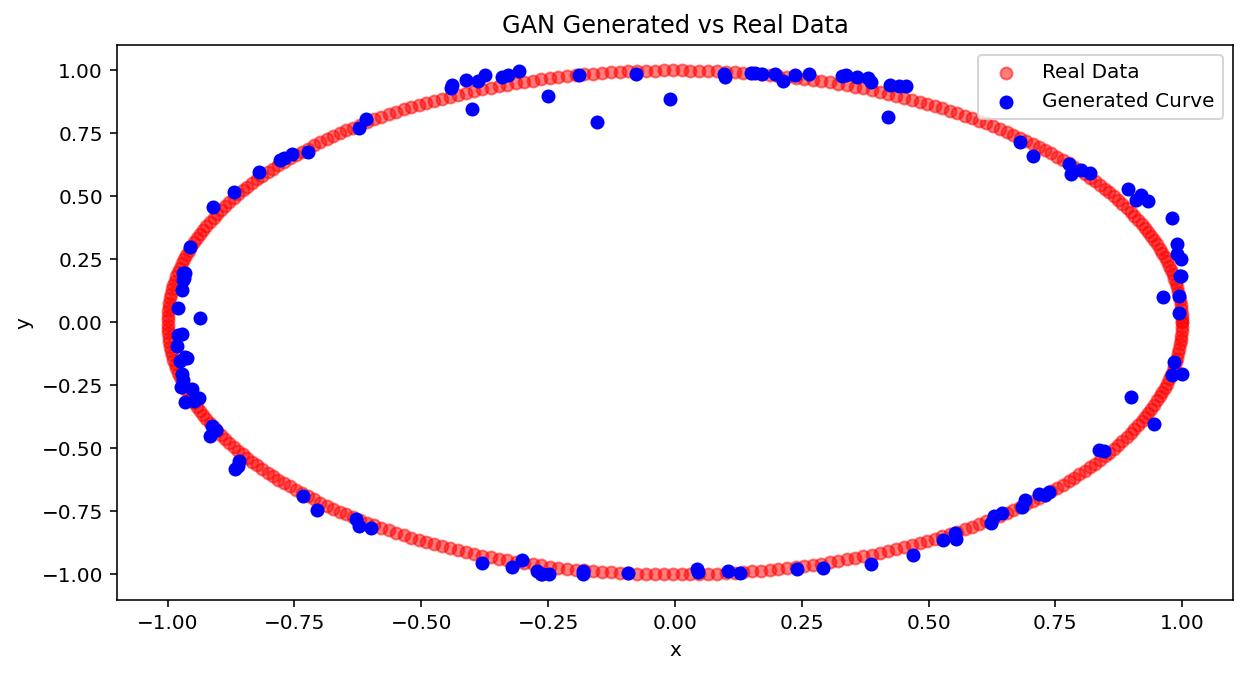 GAN Generated vs Real Data
Real Data
Generated Curve
1.00
0.75
0.50
0.25
0.00
−0.25
−0.50
−0.75
−1.00
y
−1.00 −0.75 −0.50 −0.25 0.00 0.25 0.50 0.75 1.00
x